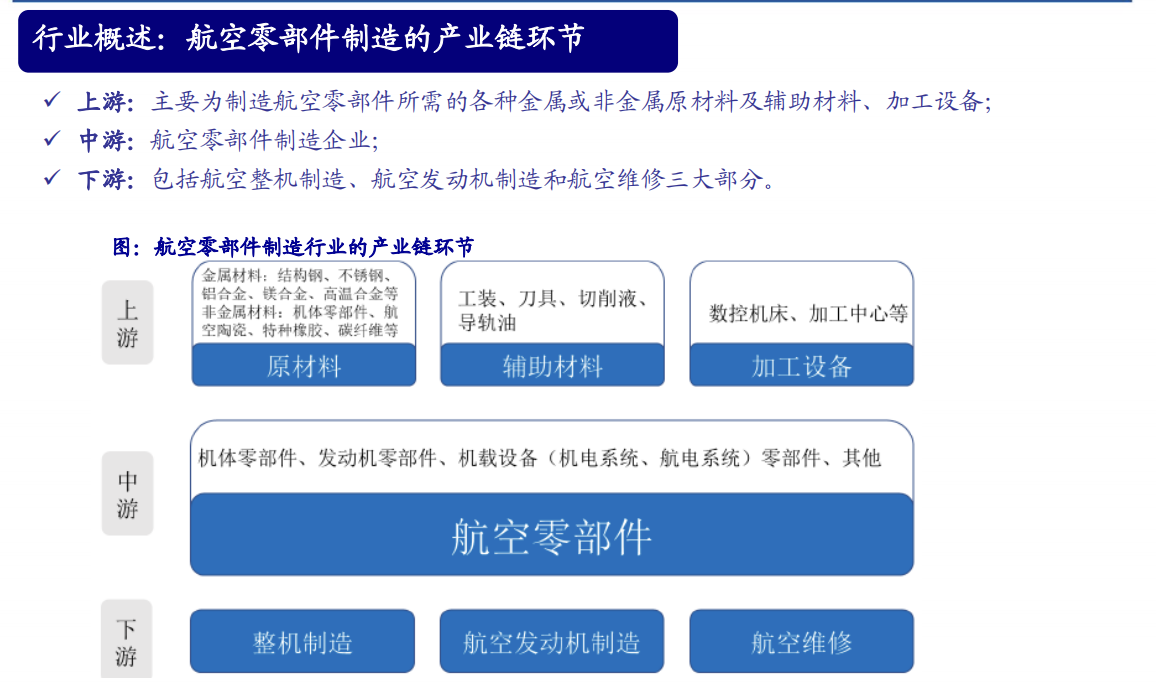 行业概述：航空零部件制造的产业链环节
✓ 上游：主要为制造航空零部件所需的各种金属或非金属原材料及辅助材料、加工设备；
✓ 中游：航空零部件制造企业；
✓ 下游：包括航空整机制造、航空发动机制造和航空维修三大部分。
图：航空零部件制造行业的产业链环节
上
游
金属材料：结构钢、不锈钢、
铝合金、镁合金、高温合金等
非金属材料：机体零部件、航
空陶瓷、特种橡胶、碳纤维等
原材料
工装、刀具、切削液、
导轨油
辅助材料
数控机床、加工中心等
加工设备
中
游
机体零部件、发动机零部件、机载设备（机电系统、航电系统）零部件、其他
航空零部件
下
游
整机制造
航空发动机制造
航空维修